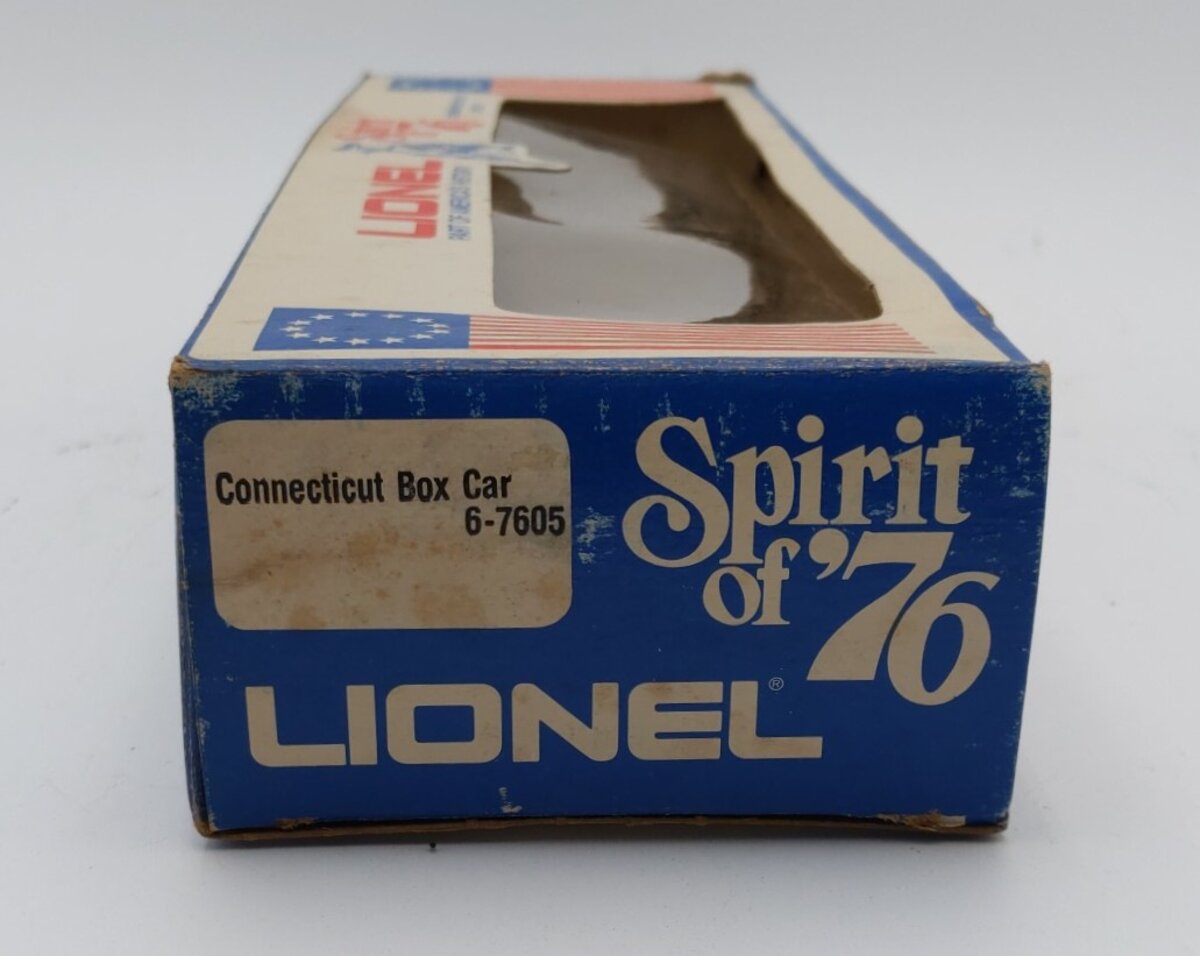 LIONEL
Connecticut Box Car
6-7605
Spirit
of '76
LIONEL®